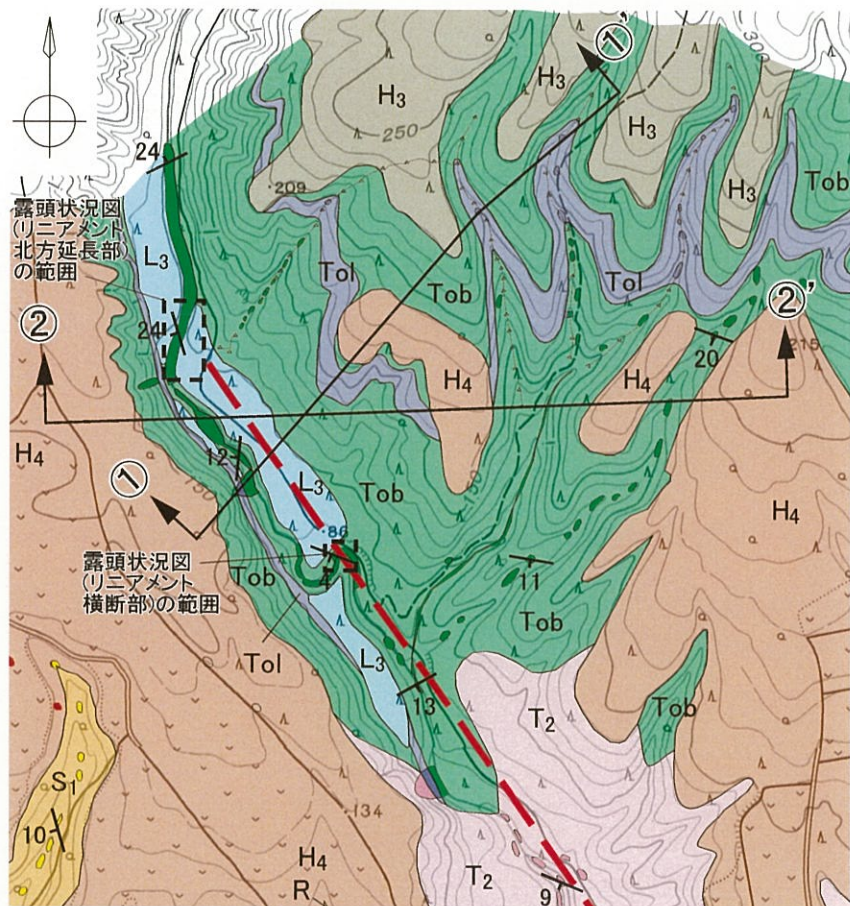 ①'
300
H3
H3
250
H3
24
H3
209
Tob
露頭状況図
(リニアメント
北方延長部)
の範囲
L3
Tol
Tob
Tol
②
②'
24
215
20
H4
H4
H4
12
L3
①
150
Tob
150
H4
86
露頭状況図
(リニアメント
横断部)の範囲
4
Tob
11
Tob
Tol
L3
13
T2
Tob
S1
134
10
H4
R
T2
9